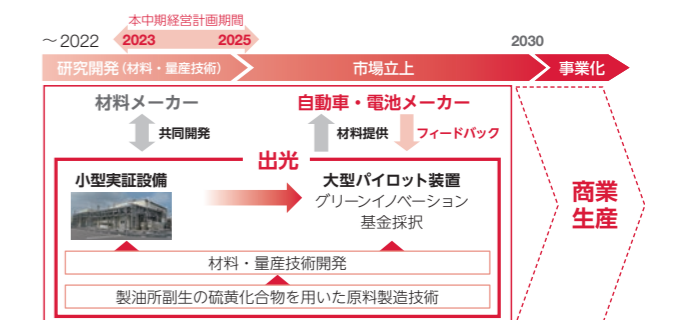 本中期経営計画期間
～2022 2023 2025 2030
研究開発(材料・量産技術) 市場立上 事業化
材料メーカー 自動車・電池メーカー
共同開発 材料提供 フィードバック
出光
小型実証設備 大型パイロット装置
グリーンイノベーション
基金採択
商業
生産
材料・量産技術開発
製油所副生の硫黄化合物を用いた原料製造技術